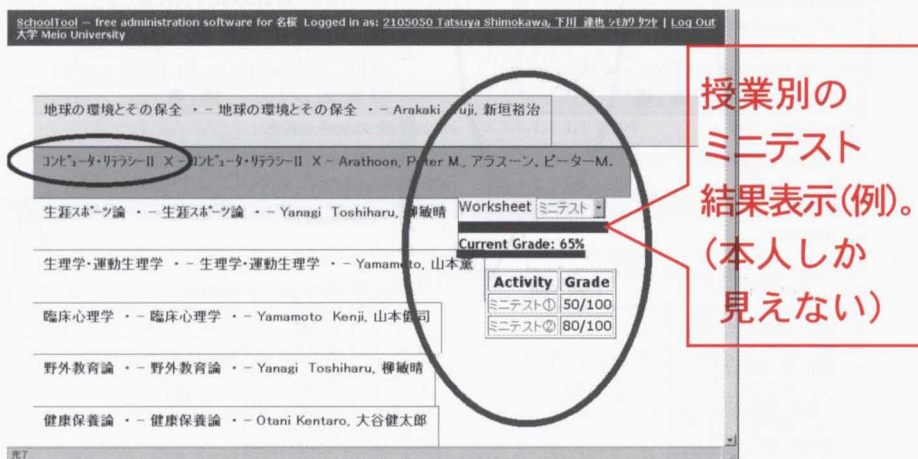 SchoolTool — free administration software for 名桜 Logged in as: 2105050 Tatsuya Shimokawa, 下川 達也 ｼﾓｶﾜ ﾀﾂﾔ | Log Out
大学 Meio University
地球の環境とその保全 ・－ 地球の環境とその保全 ・－ Arakaki Yuji, 新垣裕治
ｺﾝﾋﾟｭｰﾀ･ﾘﾃﾗｼｰII X － ｺﾝﾋﾟｭｰﾀ･ﾘﾃﾗｼｰII X － Arathoon, Peter M., アラスーン, ピーターM.
生涯ｽﾎﾟｰﾂ論 ・－ 生涯ｽﾎﾟｰﾂ論 ・－ Yanagi Toshiharu, 柳敏晴
生理学･運動生理学 ・－ 生理学･運動生理学 ・－ Yamamoto, 山本薫
臨床心理学 ・－ 臨床心理学 ・－ Yamamoto Kenji, 山本健司
野外教育論 ・－ 野外教育論 ・－ Yanagi Toshiharu, 柳敏晴
健康保養論 ・－ 健康保養論 ・－ Otani Kentaro, 大谷健太郎
Worksheet ミニテスト
Current Grade: 65%
Activity Grade
ミニテスト① 50/100
ミニテスト② 80/100
授業別の
ミニテスト
結果表示(例)。
(本人しか
見えない)
完了